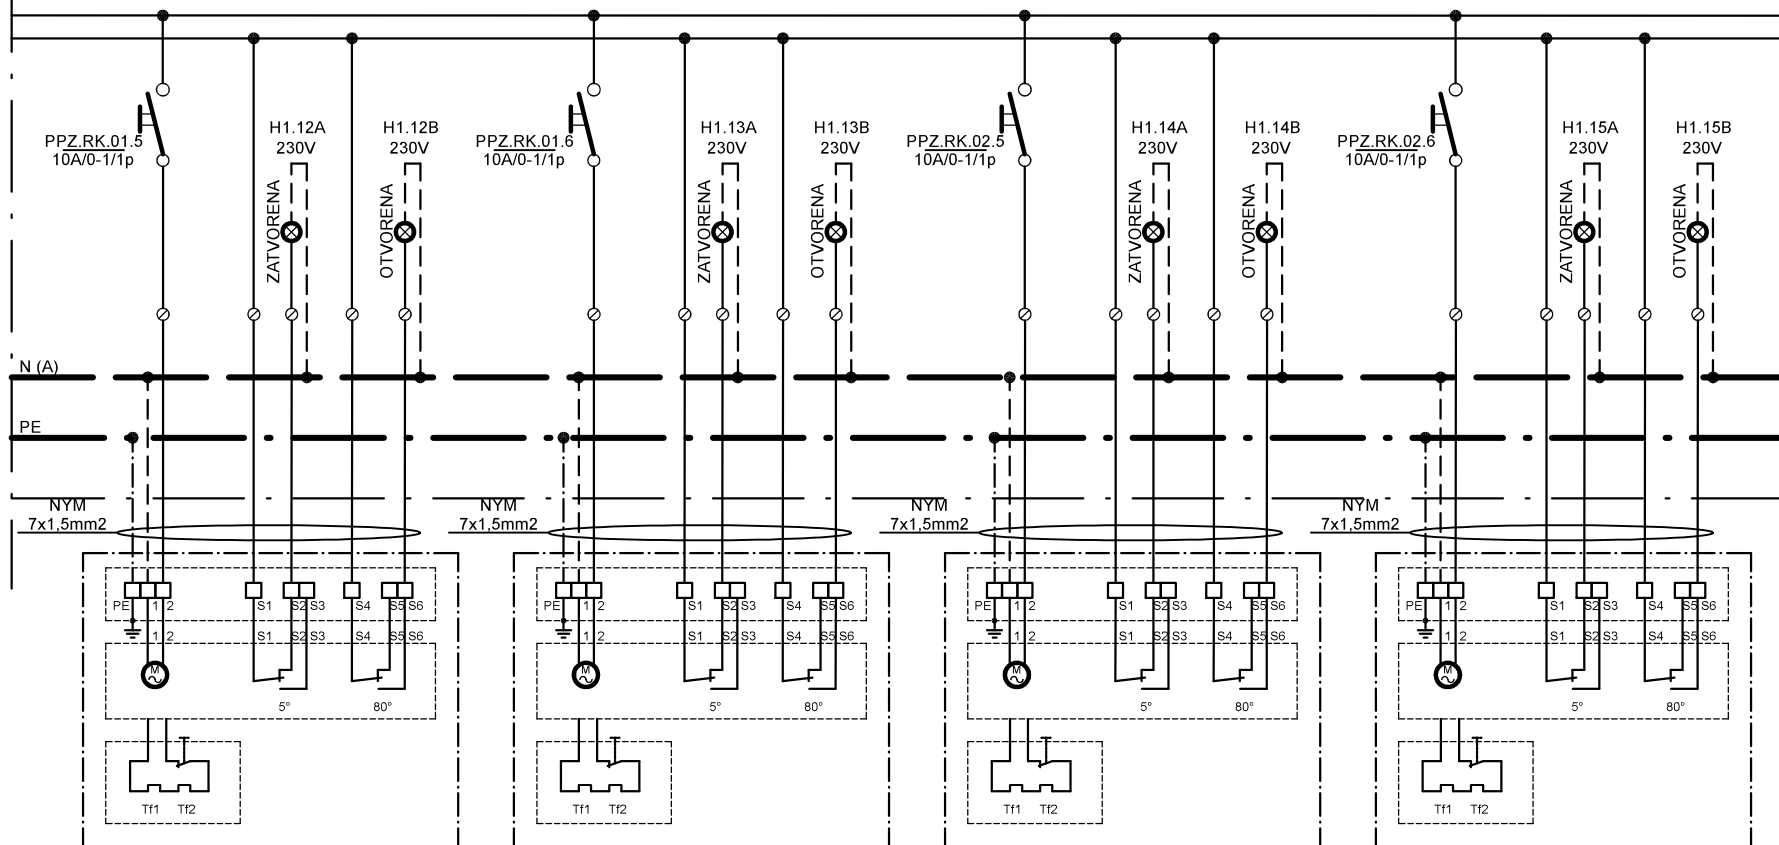 PPZ.RK.01.5
10A/0-1/1p
H1.12A
230V
ZATVORENA
H1.12B
230V
OTVORENA
PPZ.RK.01.6
10A/0-1/1p
H1.13A
230V
ZATVORENA
H1.13B
230V
OTVORENA
PPZ.RK.02.5
10A/0-1/1p
H1.14A
230V
ZATVORENA
H1.14B
230V
OTVORENA
PPZ.RK.02.6
10A/0-1/1p
H1.15A
230V
ZATVORENA
H1.15B
230V
OTVORENA
N (A)
PE
NYM
7x1,5mm2
NYM
7x1,5mm2
NYM
7x1,5mm2
NYM
7x1,5mm2
PE 1 2 S1 S2 S3 S4 S5 S6
1 2 S1 S2 S3 S4 S5 S6
M
5° 80°
Tf1 Tf2
PE 1 2 S1 S2 S3 S4 S5 S6
1 2 S1 S2 S3 S4 S5 S6
M
5° 80°
Tf1 Tf2
PE 1 2 S1 S2 S3 S4 S5 S6
1 2 S1 S2 S3 S4 S5 S6
M
5° 80°
Tf1 Tf2
PE 1 2 S1 S2 S3 S4 S5 S6
1 2 S1 S2 S3 S4 S5 S6
M
5° 80°
Tf1 Tf2